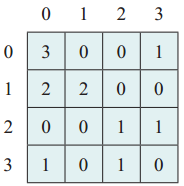 0 1 2 3
0 3 0 0 1
1 2 2 0 0
2 0 0 1 1
3 1 0 1 0